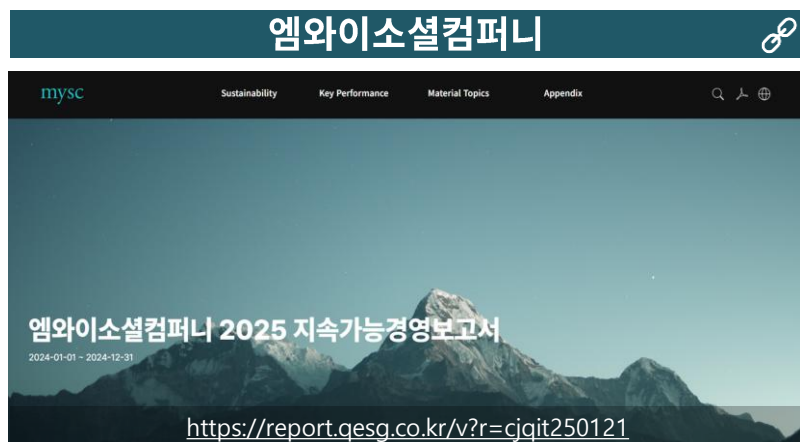 엠와이소셜컴퍼니
mysc Sustainability Key Performance Material Topics Appendix
엠와이소셜컴퍼니 2025 지속가능경영보고서
2024-01-01 ~ 2024-12-31
https://report.qesg.co.kr/v?r=cjqit250121